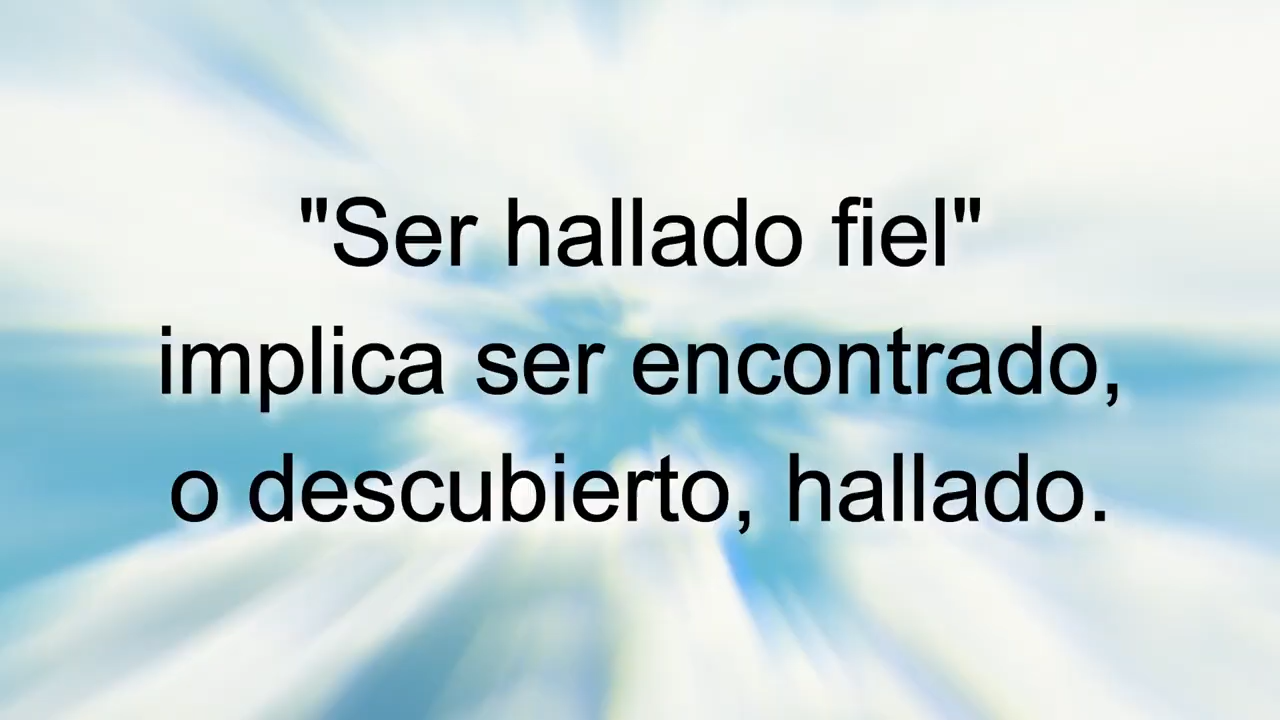 "Ser hallado fiel"
implica ser encontrado,
o descubierto, hallado.